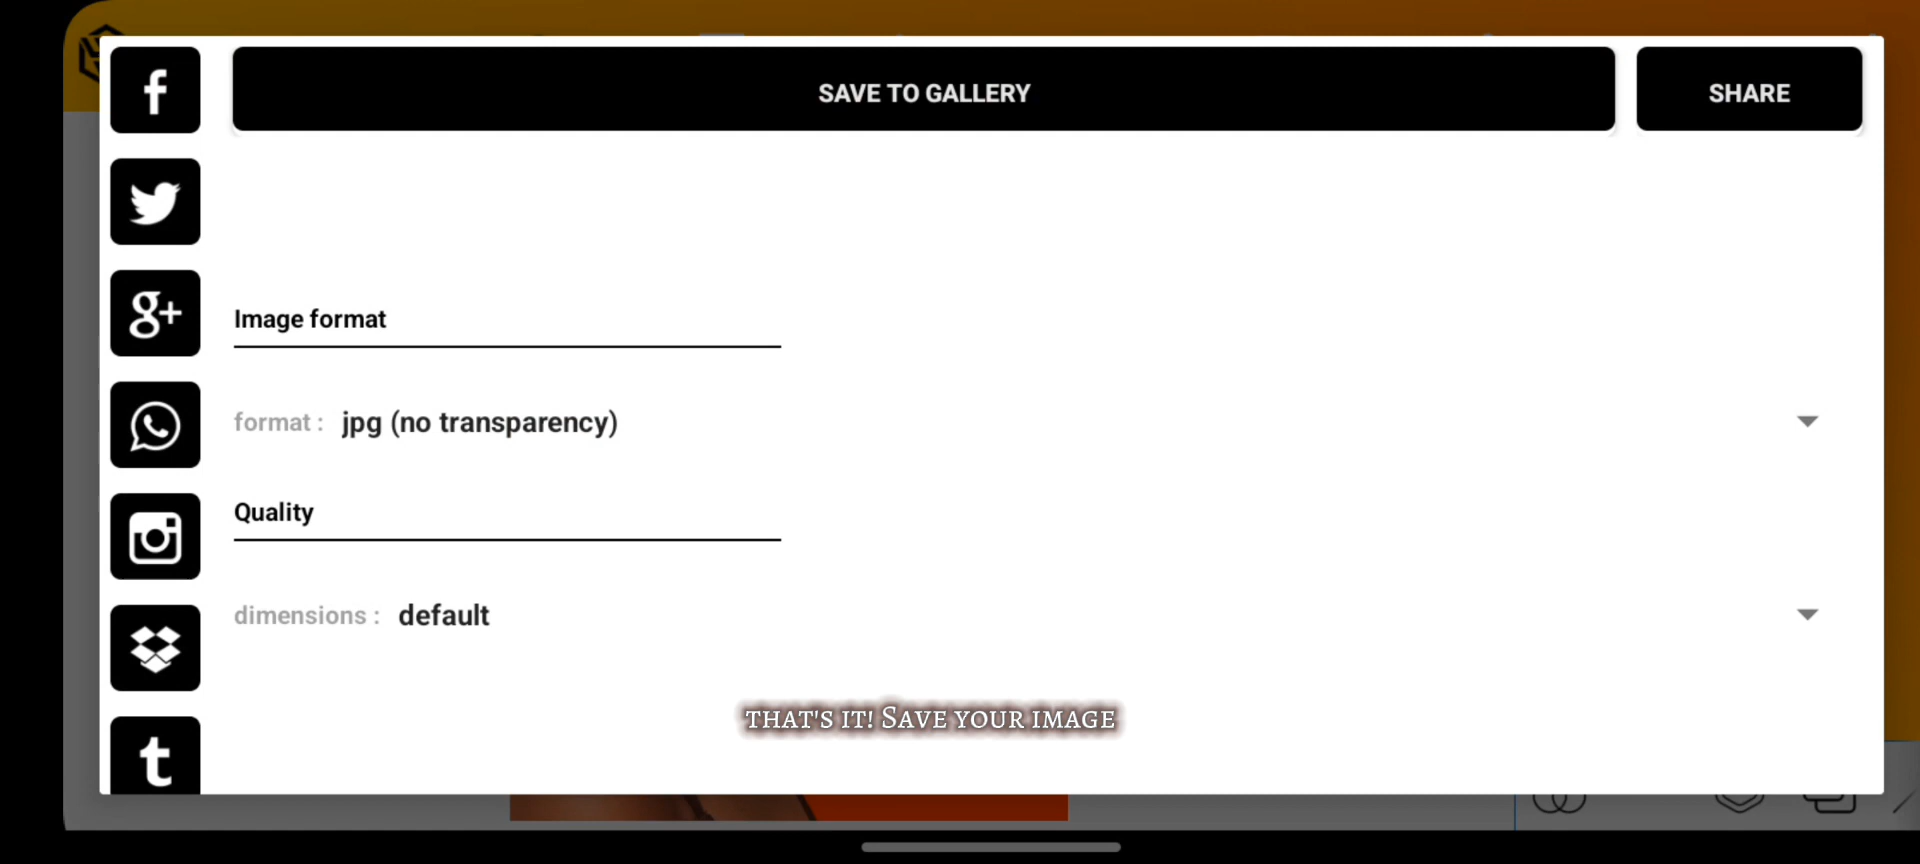 SAVE TO GALLERY
SHARE
Image format
format : jpg (no transparency)
Quality
dimensions : default
THAT'S IT! SAVE YOUR IMAGE